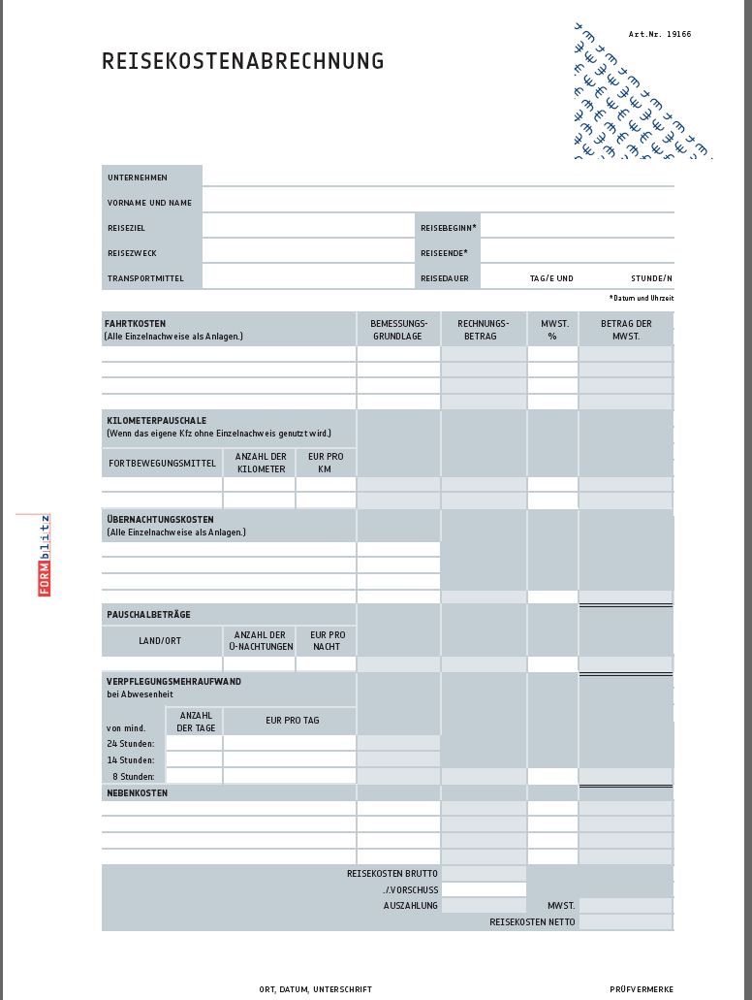 Art.Nr. 19166
REISEKOSTENABRECHNUNG
UNTERNEHMEN
VORNAME UND NAME
REISEZIEL REISEBEGINN*
REISEZWECK REISEENDE*
TRANSPORTMITTEL REISEDAUER TAG/E UND STUNDE/N
*Datum und Uhrzeit
FAHRTKOSTEN BEMESSUNGS- RECHNUNGS- MWST. BETRAG DER
(Alle Einzelnachweise als Anlagen.) GRUNDLAGE BETRAG % MWST.
KILOMETERPAUSCHALE
(Wenn das eigene Kfz ohne Einzelnachweis genutzt wird.)
FORTBEWEGUNGSMITTEL ANZAHL DER EUR PRO
KILOMETER KM
ÜBERNACHTUNGSKOSTEN
(Alle Einzelnachweise als Anlagen.)
FORMblitz
PAUSCHALBETRÄGE
LAND/ORT ANZAHL DER EUR PRO
Ü-NACHTUNGEN NACHT
VERPFLEGUNGSMEHRAUFWAND
bei Abwesenheit
ANZAHL EUR PRO TAG
von mind. DER TAGE
24 Stunden:
14 Stunden:
8 Stunden:
NEBENKOSTEN
REISEKOSTEN BRUTTO
./.VORSCHUSS
AUSZAHLUNG MWST.
REISEKOSTEN NETTO
ORT, DATUM, UNTERSCHRIFT PRÜFVERMERKE